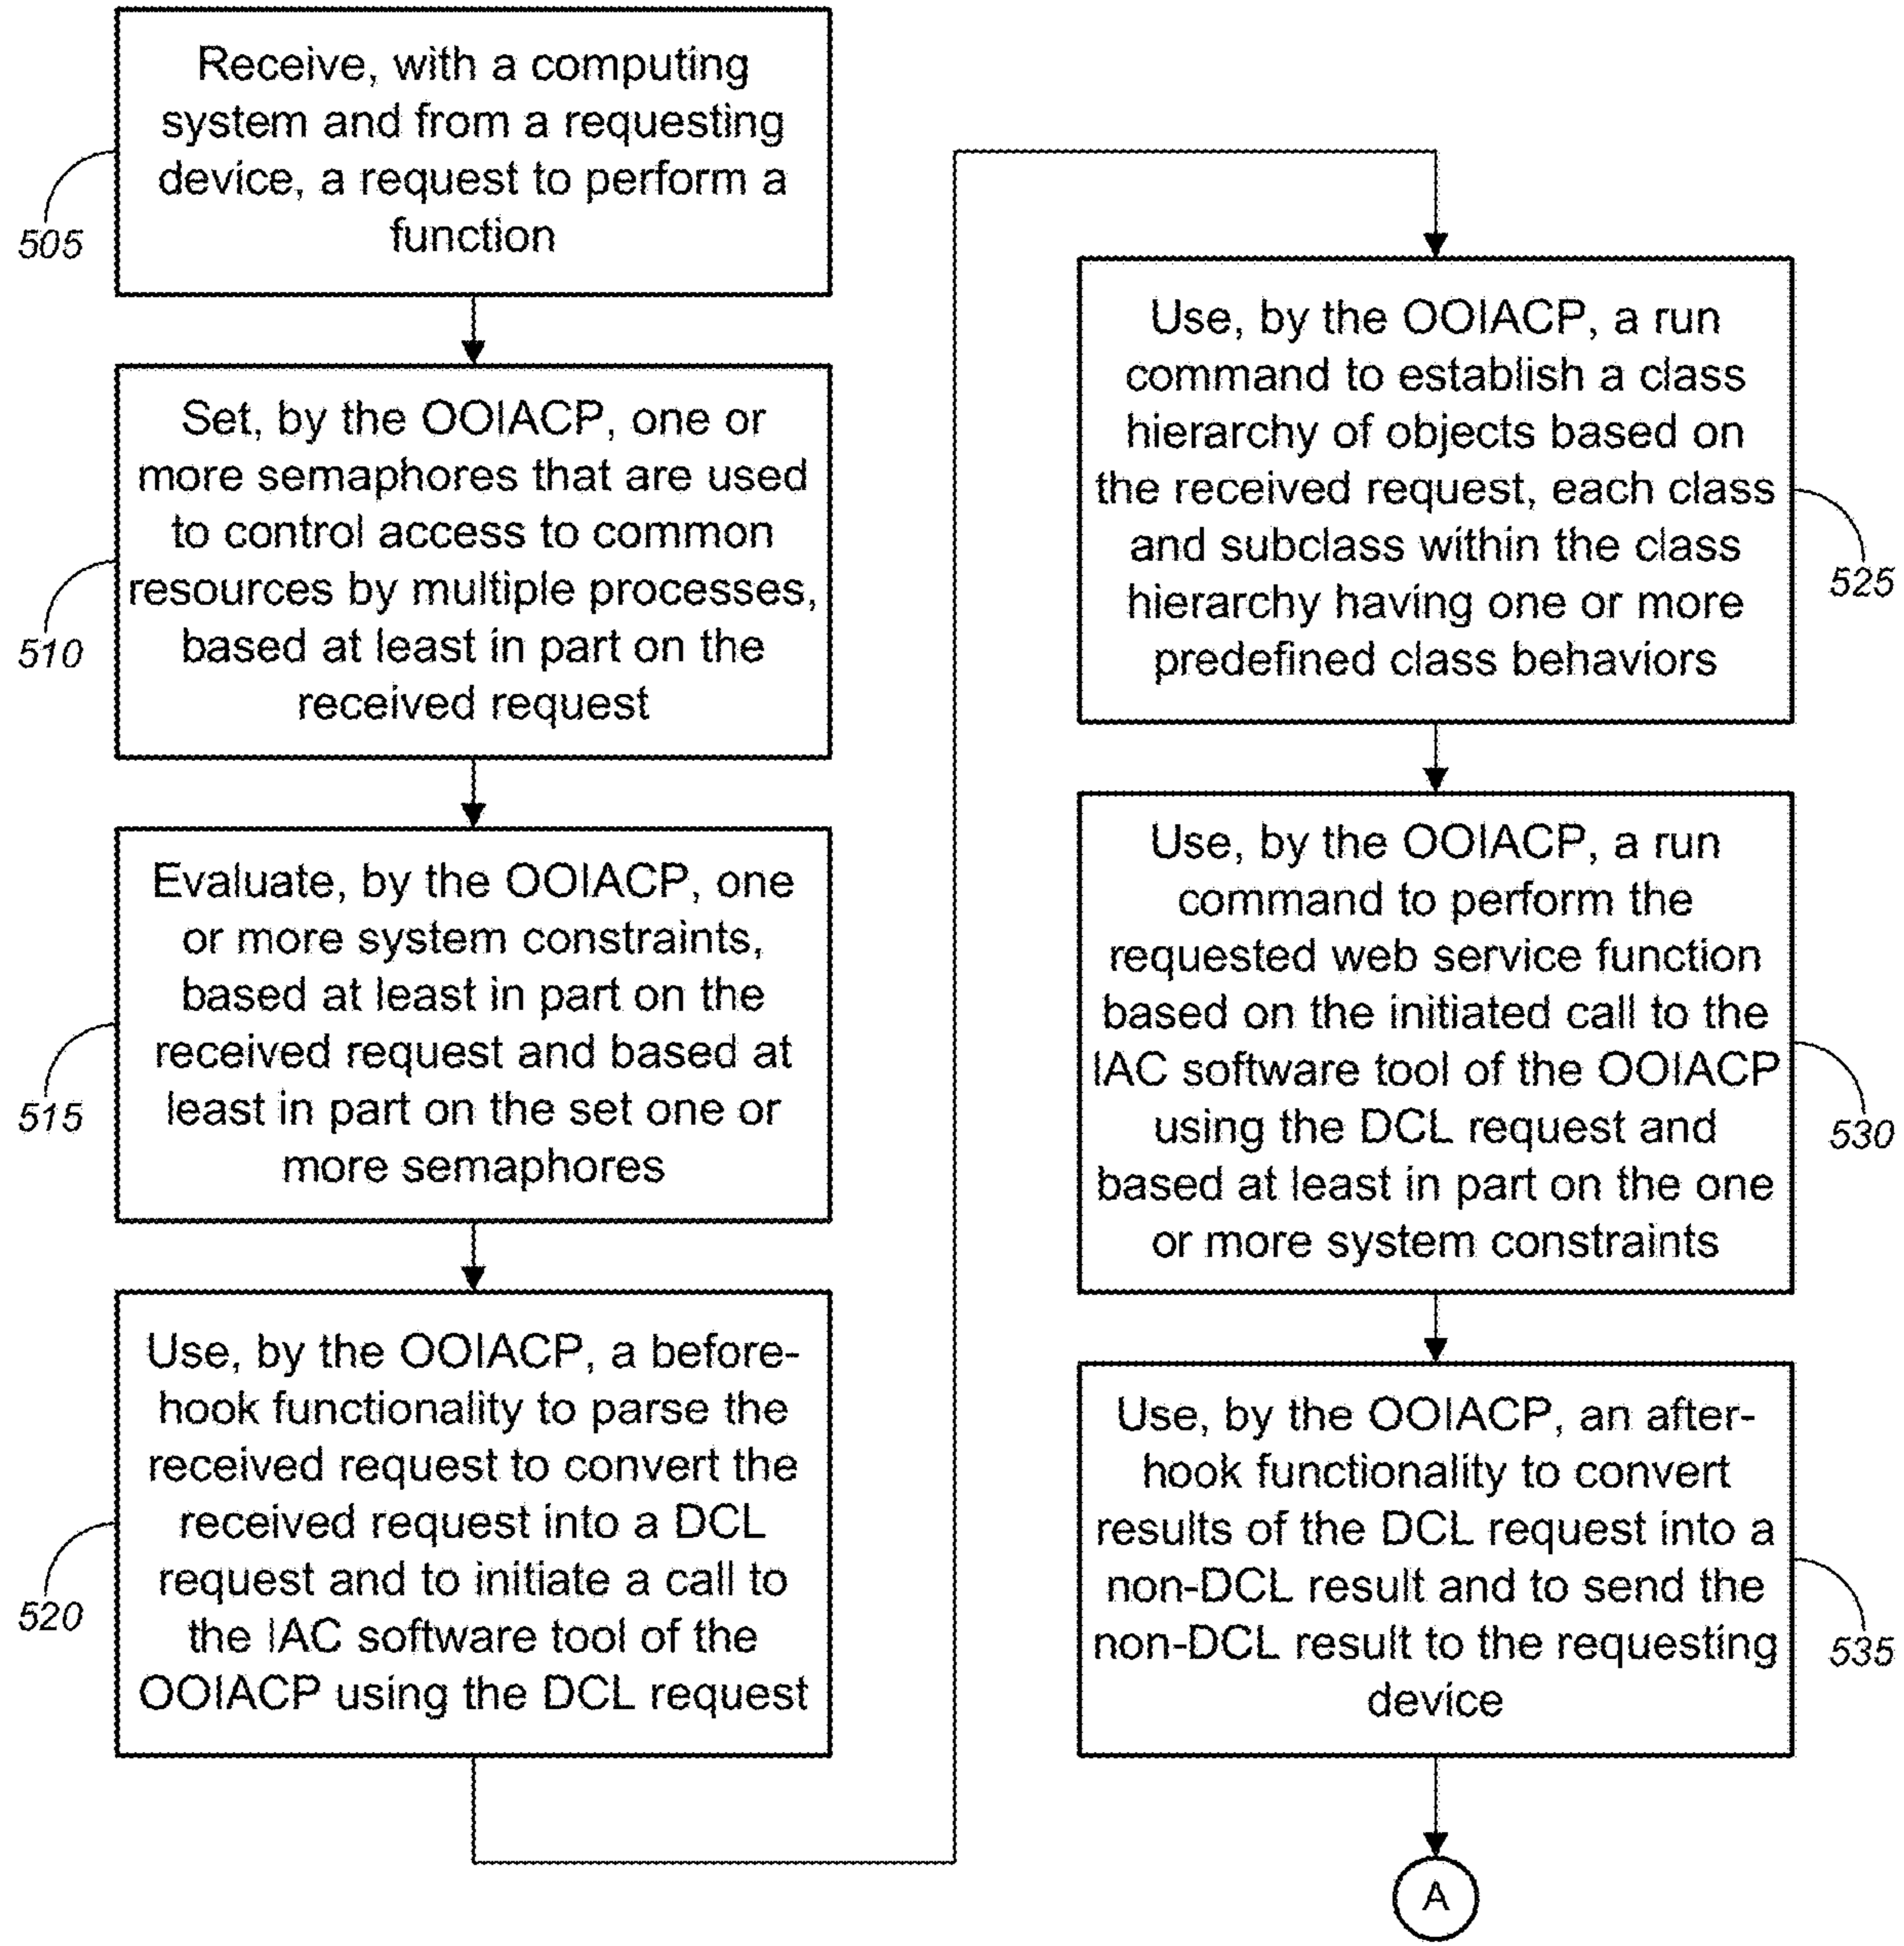 Receive, with a computing
system and from a requesting
device, a request to perform a
function
505
Set, by the OOIACP, one or
more semaphores that are used
to control access to common
resources by multiple processes,
based at least in part on the
received request
510
Evaluate, by the OOIACP, one
or more system constraints,
based at least in part on the
received request and based at
least in part on the set one or
more semaphores
515
Use, by the OOIACP, a before-
hook functionality to parse the
received request to convert the
received request into a DCL
request and to initiate a call to
the IAC software tool of the
OOIACP using the DCL request
520
Use, by the OOIACP, a run
command to establish a class
hierarchy of objects based on
the received request, each class
and subclass within the class
hierarchy having one or more
predefined class behaviors
525
Use, by the OOIACP, a run
command to perform the
requested web service function
based on the initiated call to the
IAC software tool of the OOIACP
using the DCL request and
based at least in part on the one
or more system constraints
530
Use, by the OOIACP, an after-
hook functionality to convert
results of the DCL request into a
non-DCL result and to send the
non-DCL result to the requesting
device
535
A